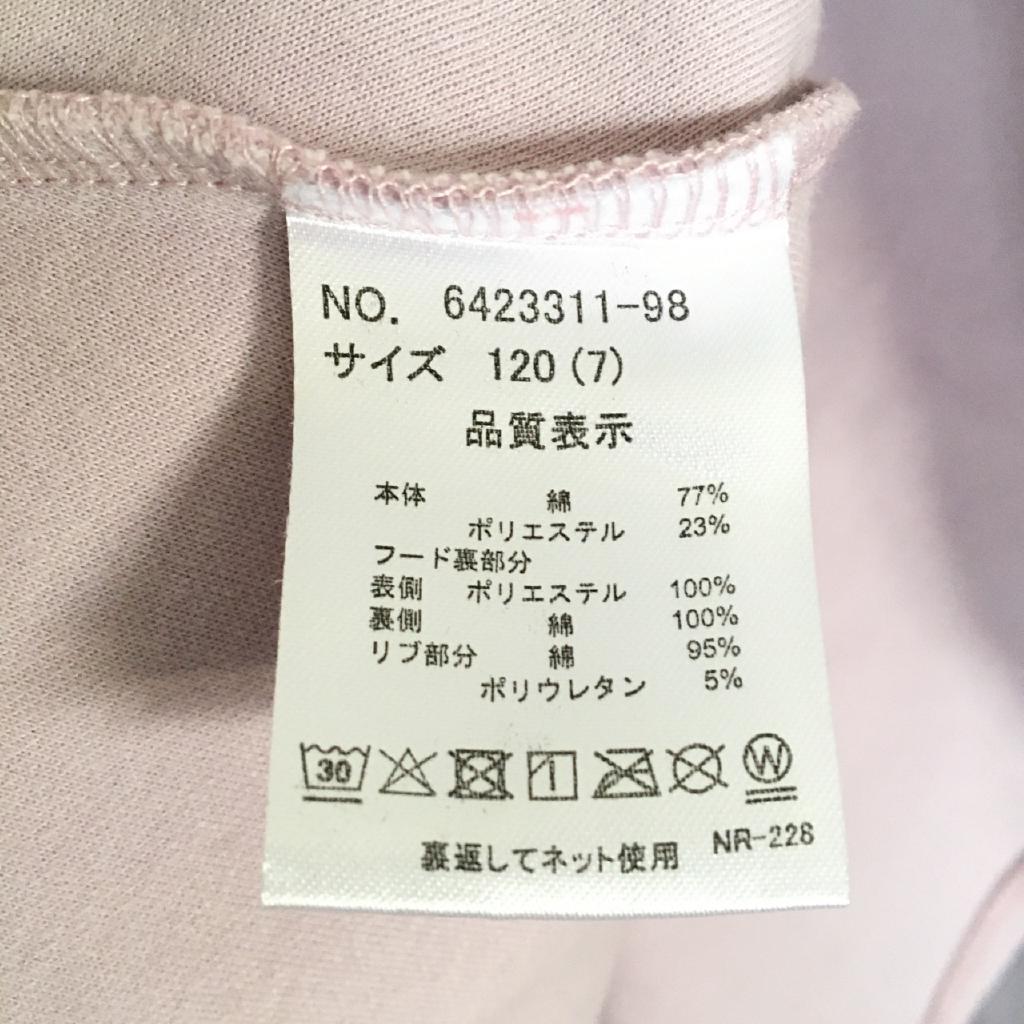 NO. 6423311-98
サイズ 120 (7)
品質表示
本体 綿 77%
ポリエステル 23%
フード裏部分
表側 ポリエステル 100%
裏側 綿 100%
リブ部分 綿 95%
ポリウレタン 5%
30 W
裏返してネット使用 NR-228